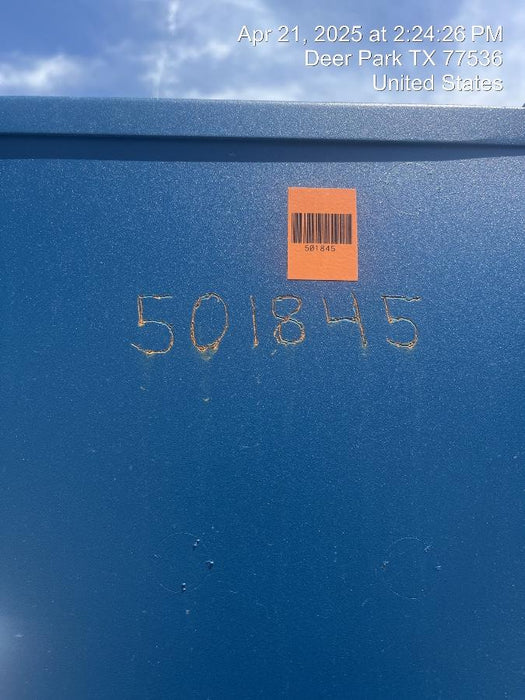 Apr 21, 2025 at 2:24:26 PM
Deer Park TX 77536
United States
501845
501845